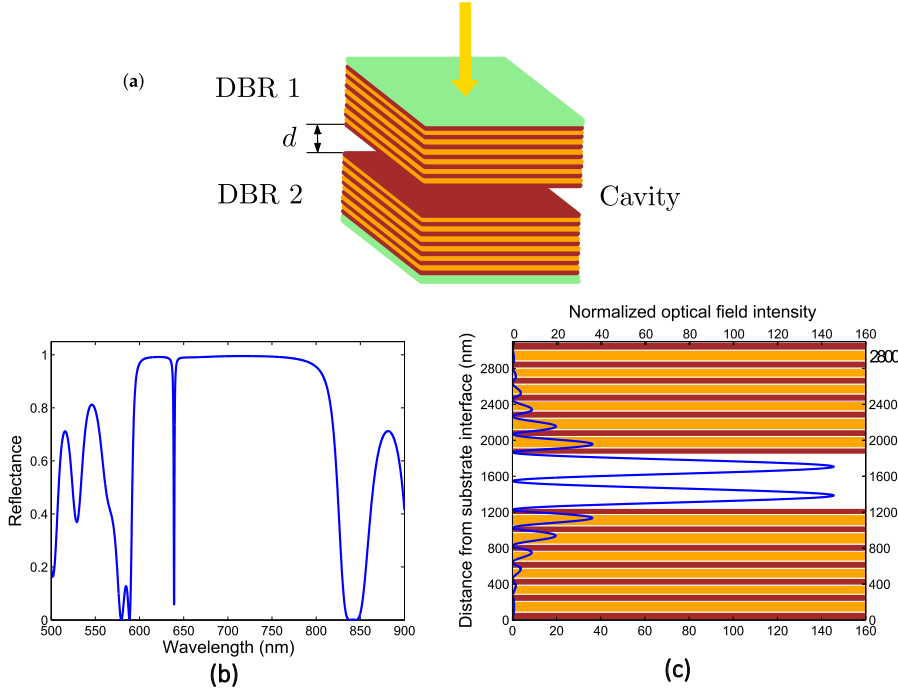 (a)
DBR 1
d
DBR 2
Cavity
Reflectance
1
0.8
0.6
0.4
0.2
0
500 550 600 650 700 750 800 850 900
Wavelength (nm)
(b)
Normalized optical field intensity
0 20 40 60 80 100 120 140 160
Distance from substrate interface (nm)
2800 2800
2400 2400
2000 2000
1600 1600
1200 1200
800 800
400 400
0 0
0 20 40 60 80 100 120 140 160
(c)